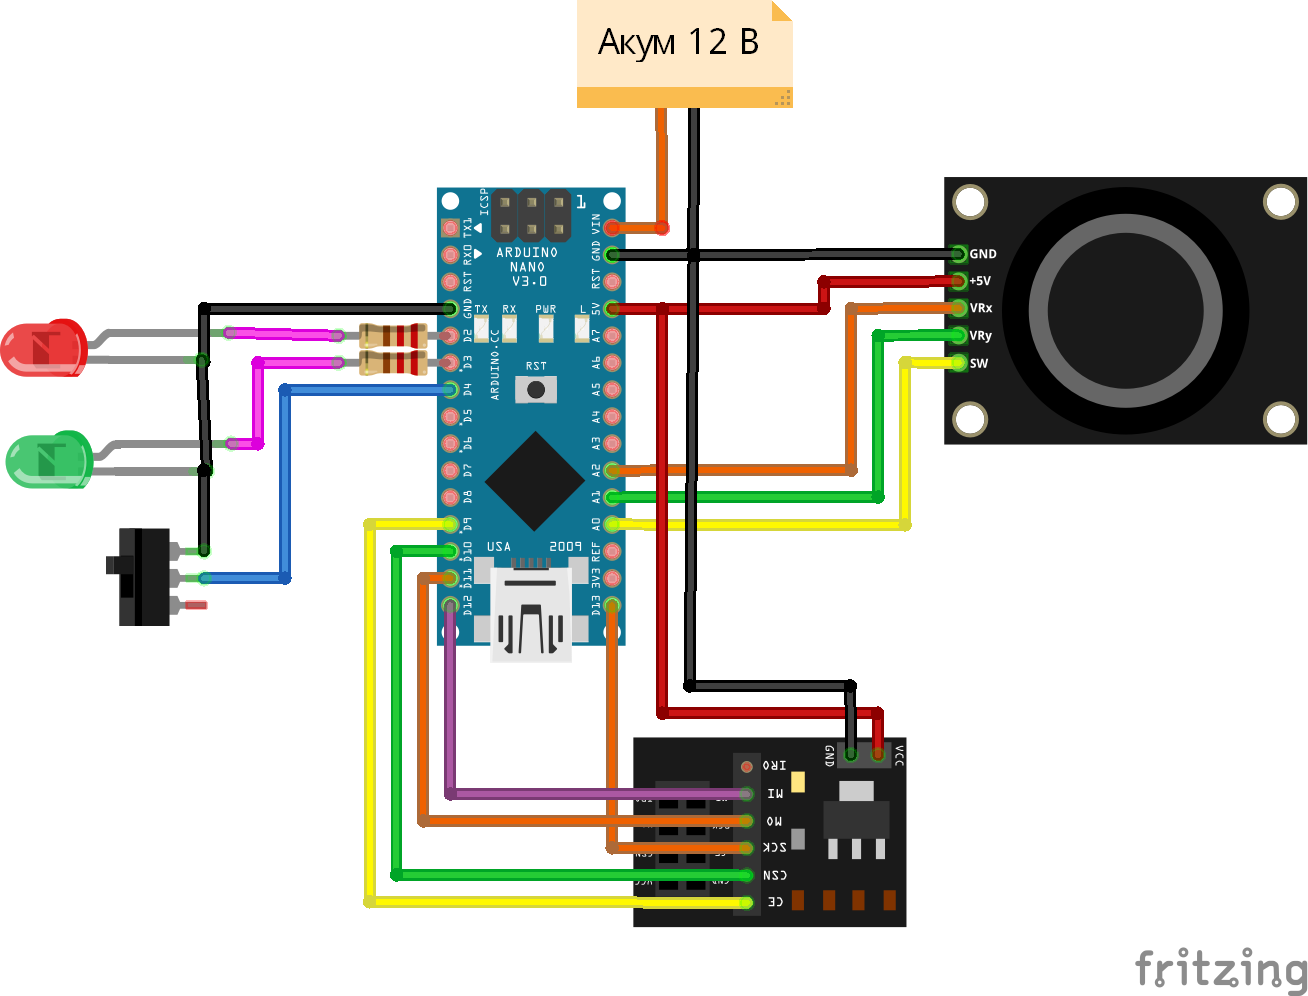 Акум 12 В
ICSP
1
TX1
RX0
RST
GND
D2
D3
D4
D5
D6
D7
D8
D9
D10
D11
D12
VIN
GND
RST
5V
A7
A6
A5
A4
A3
A2
A1
A0
REF
3V3
D13
ARDUINO
NANO
V3.0
TX RX PWR L
RST
ARDUINO.CC
USA 2009
GND
+5V
VRx
VRy
SW
GND
VCC
IRO
MI
MO
SCK
CSN
CE
fritzing